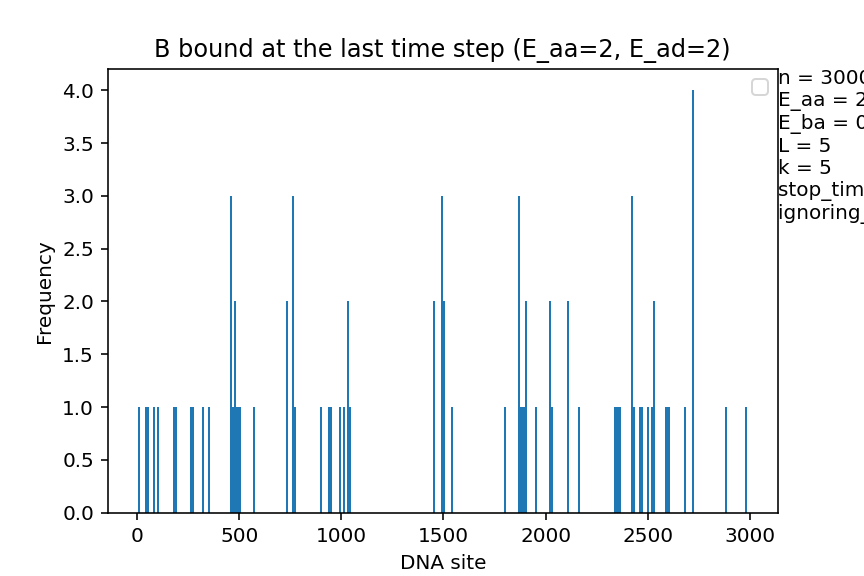 B bound at the last time step (E_aa=2, E_ad=2)
n = 3000
E_aa = 2
E_ba = 0
L = 5
k = 5
stop_tim
ignoring_
4.0
3.5
3.0
2.5
2.0
1.5
1.0
0.5
0.0
Frequency
0 500 1000 1500 2000 2500 3000
DNA site